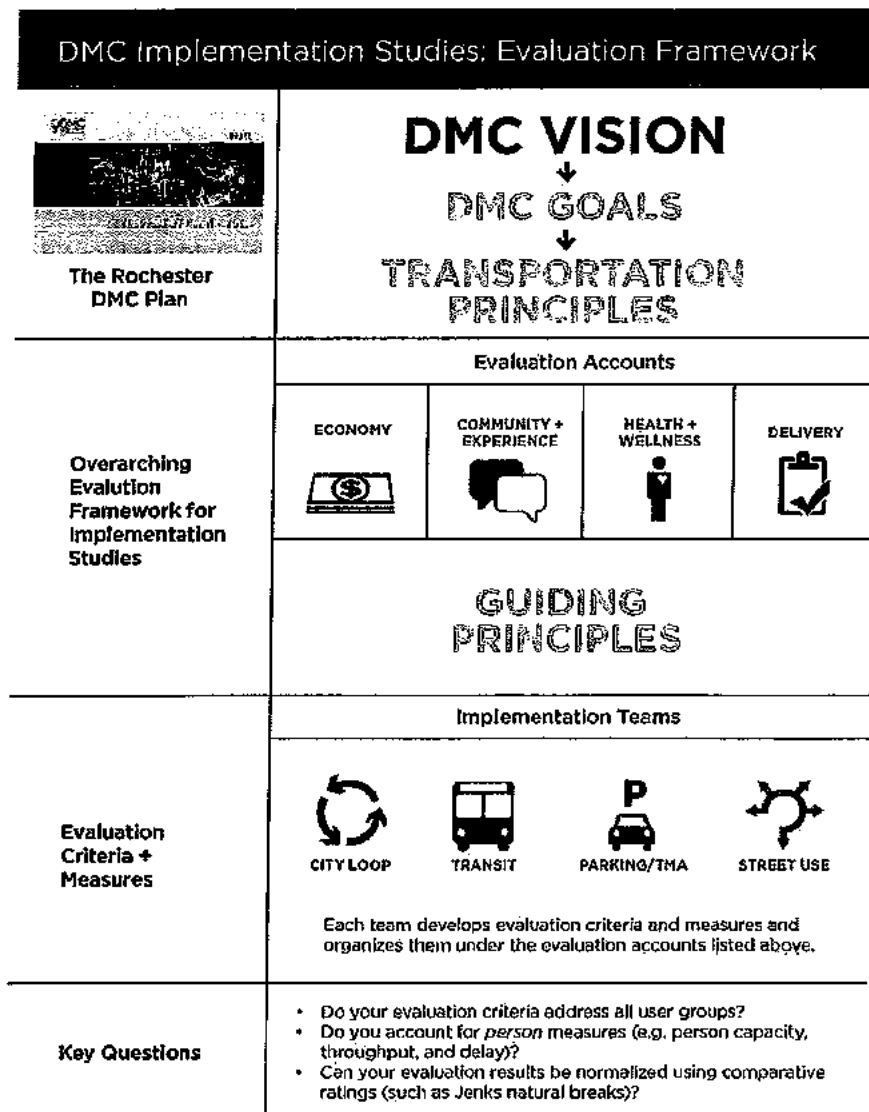 DMC Implementation Studies: Evaluation Framework
DMC VISION
DMC GOALS
TRANSPORTATION
PRINCIPLES
The Rochester
DMC Plan
Evaluation Accounts
Overarching
Evalution
Framework for
Implementation
Studies
ECONOMY
COMMUNITY +
EXPERIENCE
HEALTH +
WELLNESS
DELIVERY
$
GUIDING
PRINCIPLES
Implementation Teams
Evaluation
Criteria +
Measures
CITY LOOP
TRANSIT
P
PARKING/TMA
STREET USE
Each team develops evaluation criteria and measures and
organizes them under the evaluation accounts listed above.
Key Questions
• Do your evaluation criteria address all user groups?
• Do you account for person measures (e.g. person capacity,
throughput, and delay)?
• Can your evaluation results be normalized using comparative
ratings (such as Jenks natural breaks)?